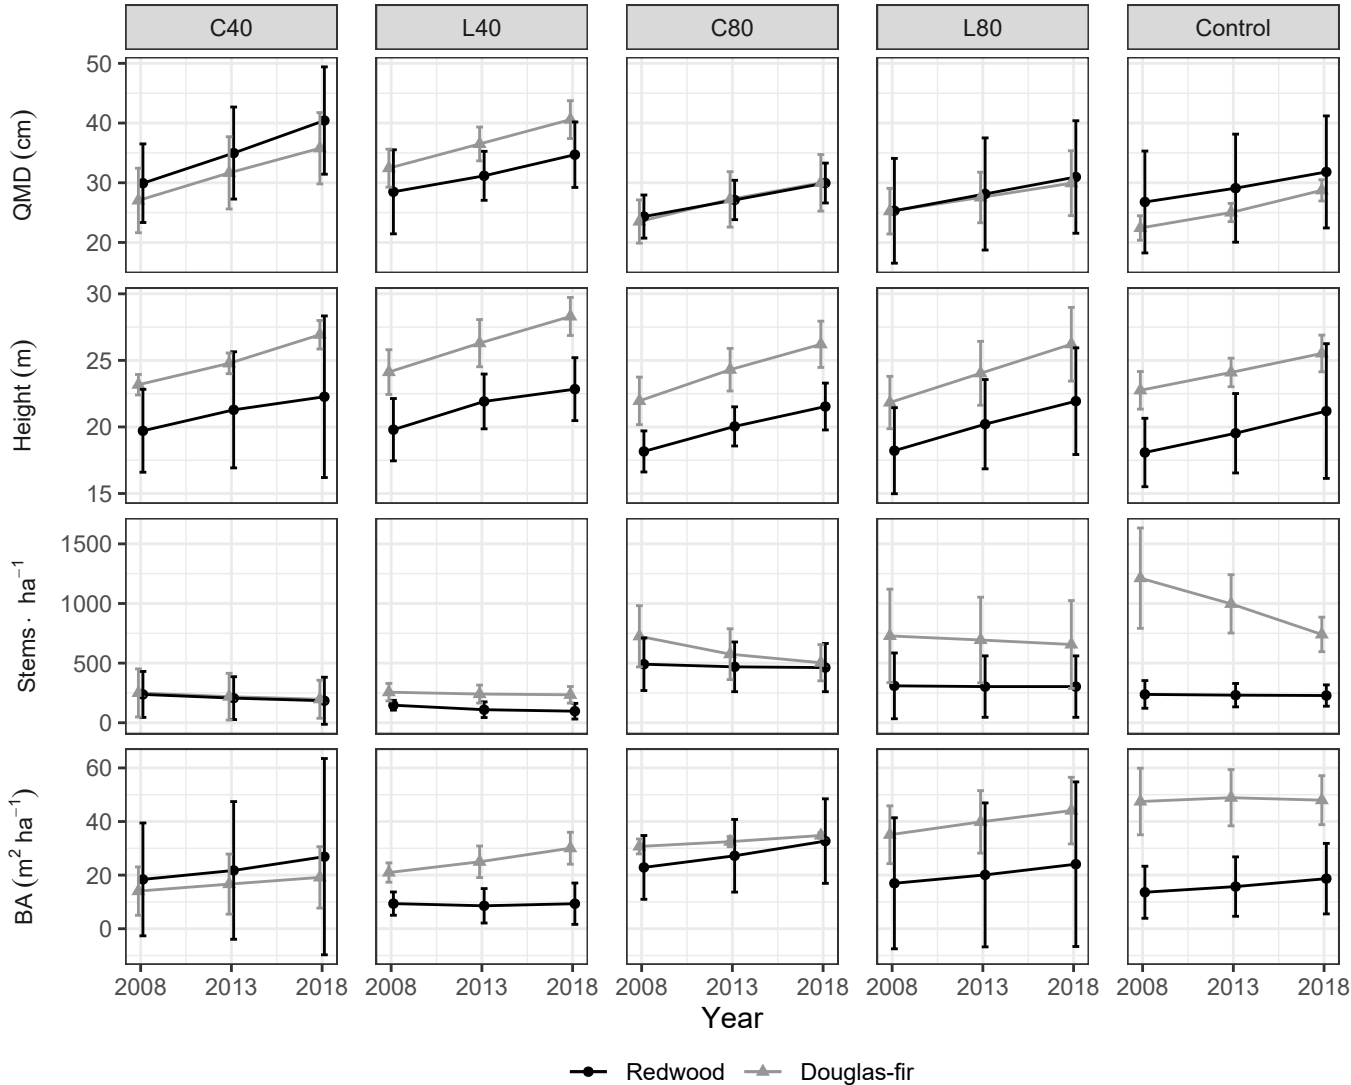 C40 L40 C80 L80 Control
QMD (cm)
50
40
30
20
Height (m)
30
25
20
15
Stems · ha⁻¹
1500
1000
500
0
BA (m² ha⁻¹)
60
40
20
0
2008 2013 2018 2008 2013 2018 2008 2013 2018 2008 2013 2018 2008 2013 2018
Year
Redwood Douglas-fir